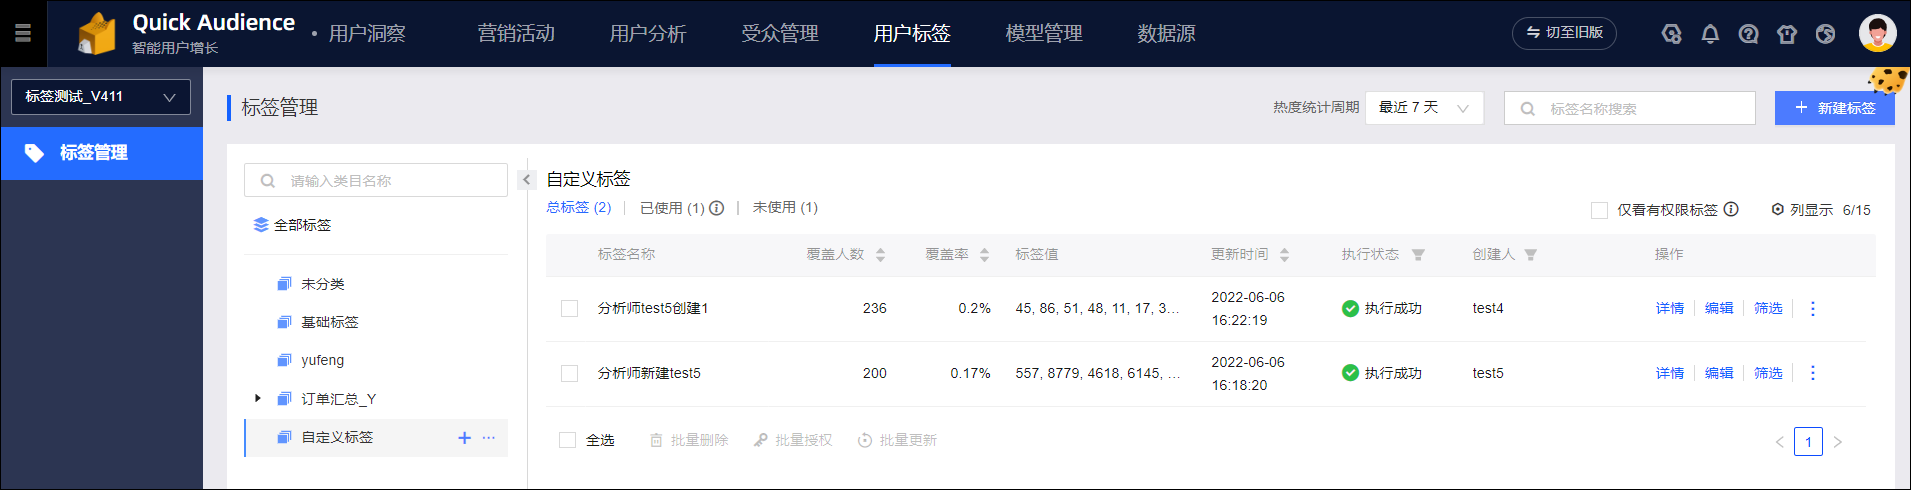 Quick Audience
智能用户增长
用户洞察
营销活动
用户分析
受众管理
用户标签
模型管理
数据源
切至旧版
标签测试_V411
标签管理
标签管理
热度统计周期
最近 7 天
标签名称搜索
新建标签
请输入类目名称
全部标签
未分类
基础标签
yufeng
订单汇总_Y
自定义标签
自定义标签
总标签 (2)
已使用 (1)
未使用 (1)
仅看有权限标签
列显示 6/15
标签名称 覆盖人数 覆盖率 标签值 更新时间 执行状态 创建人 操作
分析师test5创建1 236 0.2% 45, 86, 51, 48, 11, 17, 3... 2022-06-06 16:22:19 执行成功 test4 详情 编辑 筛选
分析师新建test5 200 0.17% 557, 8779, 4618, 6145, ... 2022-06-06 16:18:20 执行成功 test5 详情 编辑 筛选
全选 批量删除 批量授权 批量更新
1